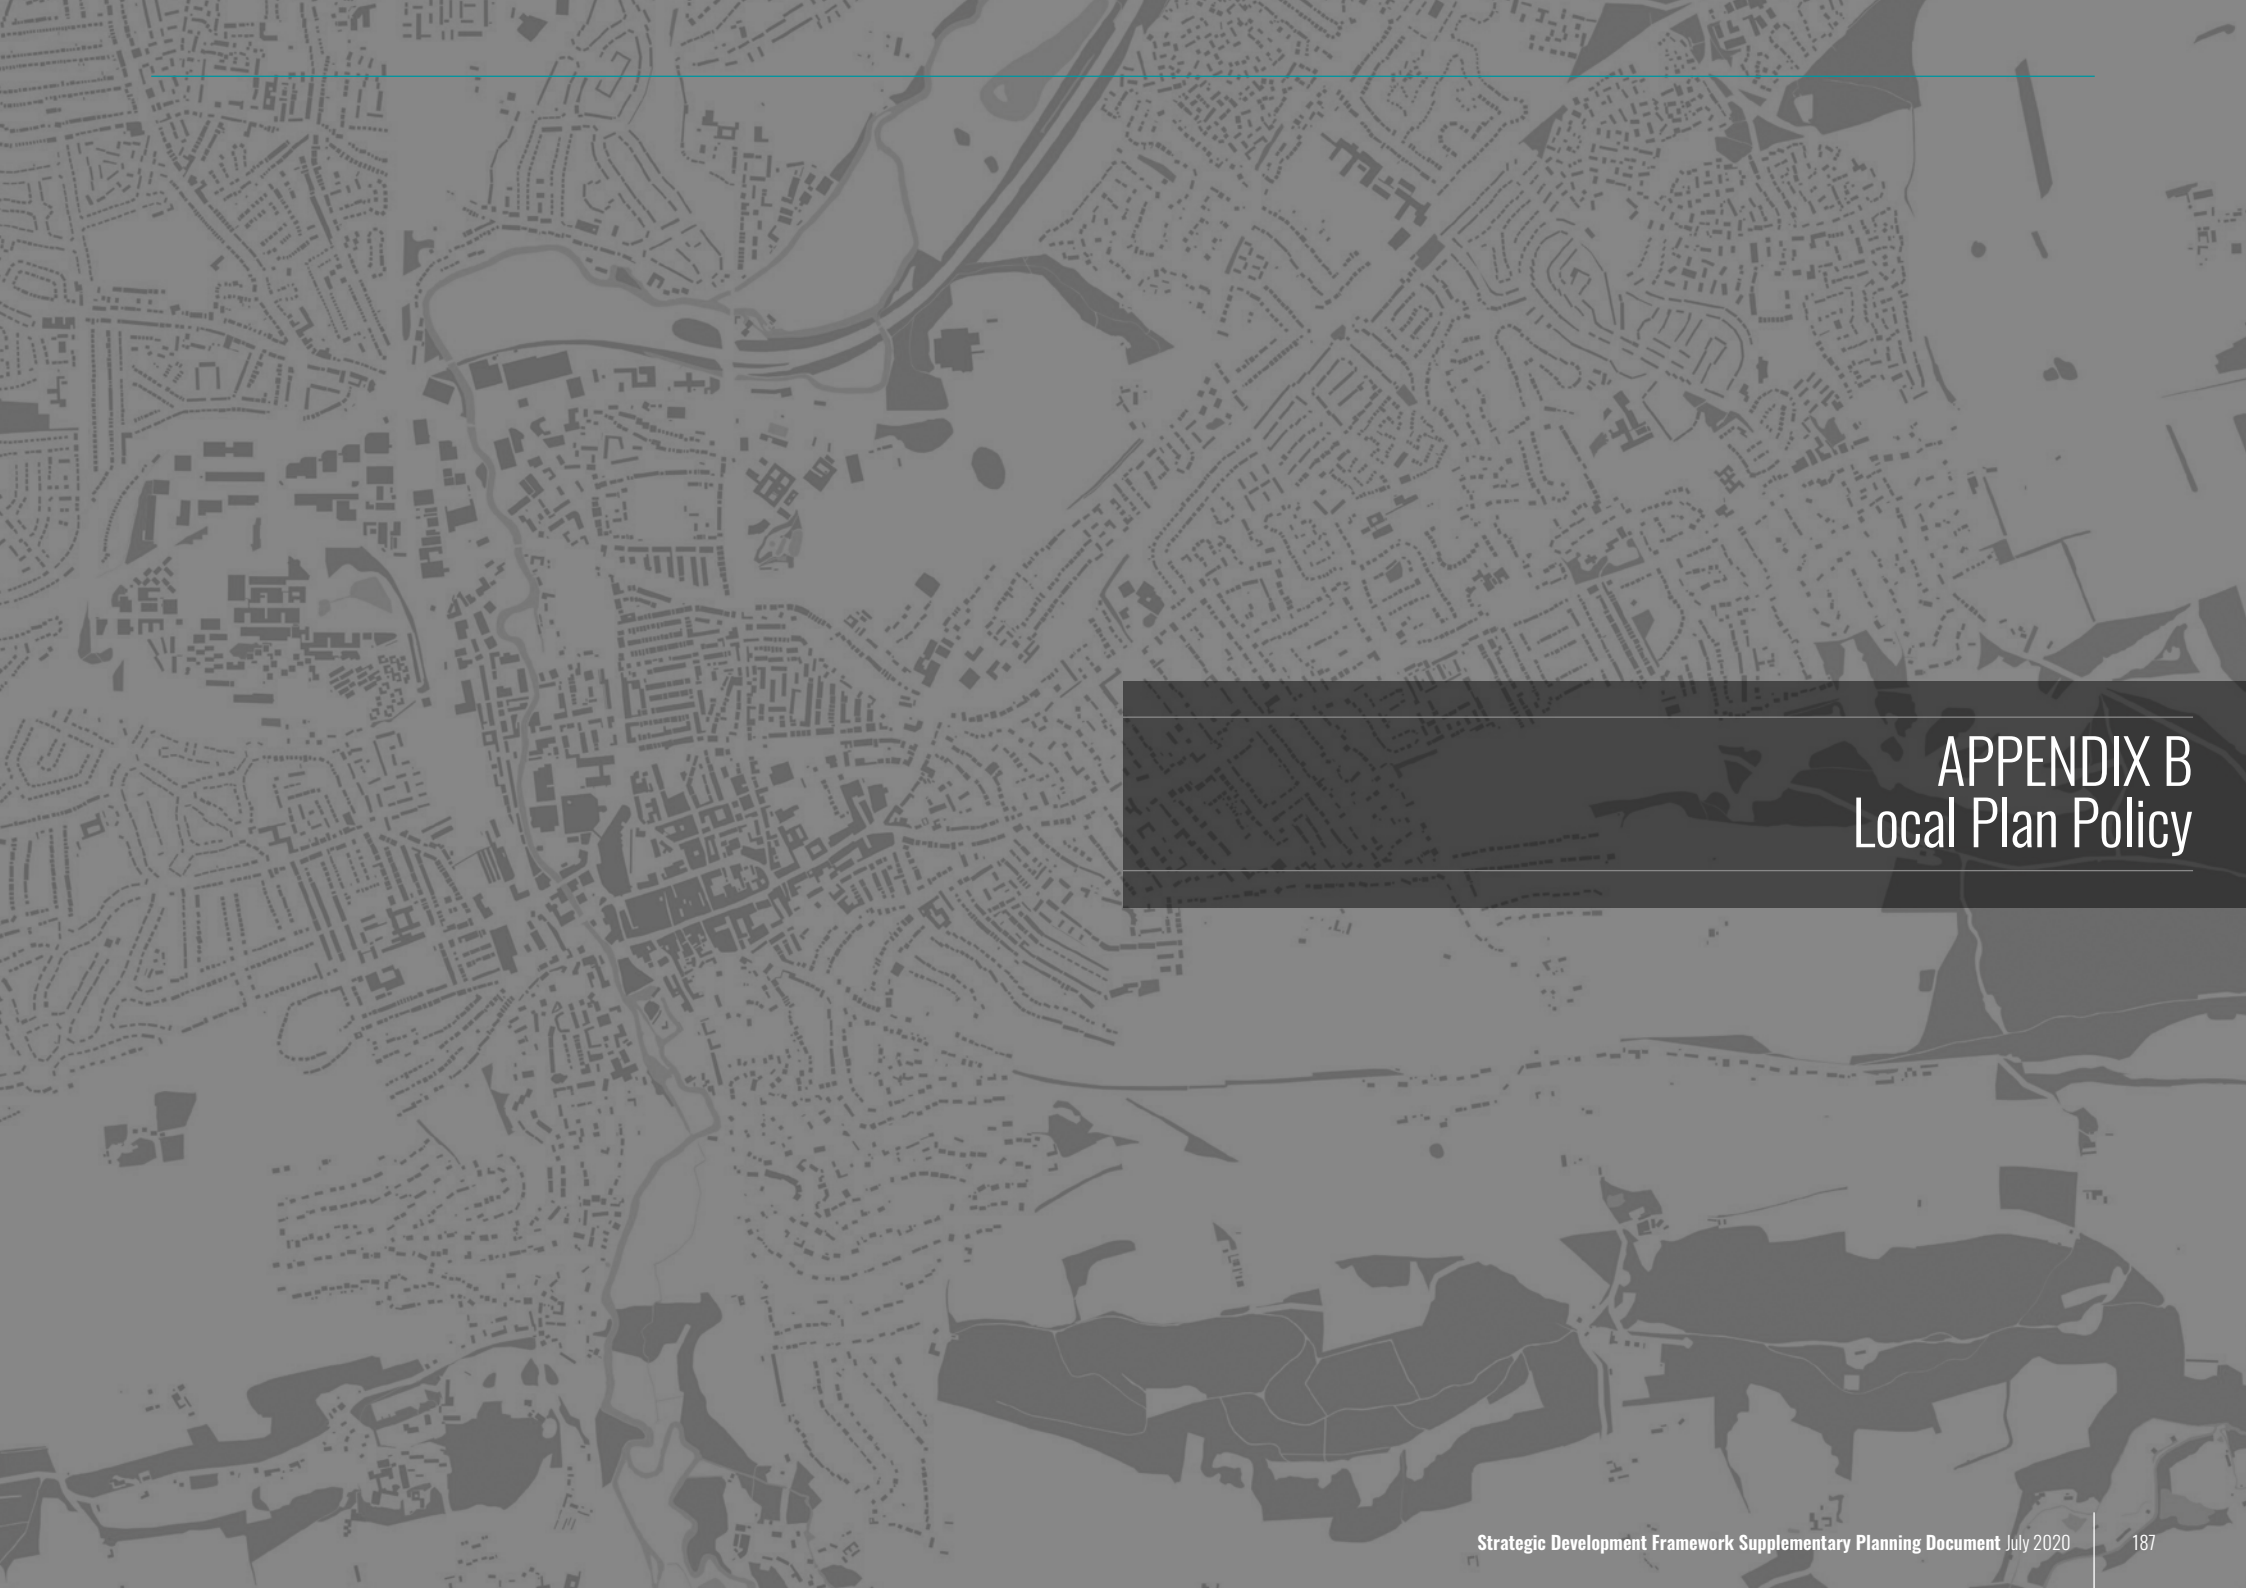 APPENDIX B
Local Plan Policy
Strategic Development Framework Supplementary Planning Document July 2020
187